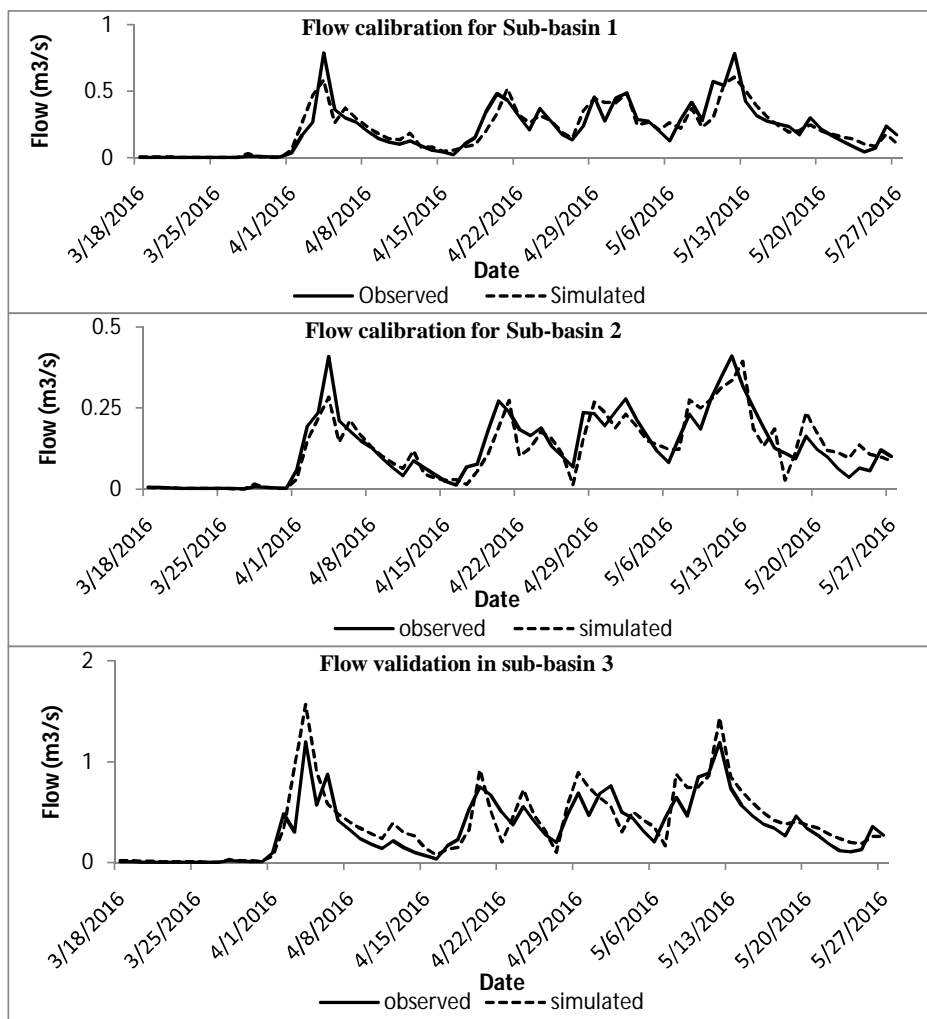 Flow calibration for Sub-basin 1
1
0.5
0
Flow (m3/s)
3/18/2016
3/25/2016
4/1/2016
4/8/2016
4/15/2016
4/22/2016
4/29/2016
5/6/2016
5/13/2016
5/20/2016
5/27/2016
Date
Observed
Simulated
Flow calibration for Sub-basin 2
0.5
0.25
0
Flow (m3/s)
3/18/2016
3/25/2016
4/1/2016
4/8/2016
4/15/2016
4/22/2016
4/29/2016
5/6/2016
5/13/2016
5/20/2016
5/27/2016
Date
observed
simulated
Flow validation in sub-basin 3
2
1
0
Flow (m3/s)
3/18/2016
3/25/2016
4/1/2016
4/8/2016
4/15/2016
4/22/2016
4/29/2016
5/6/2016
5/13/2016
5/20/2016
5/27/2016
Date
observed
simulated